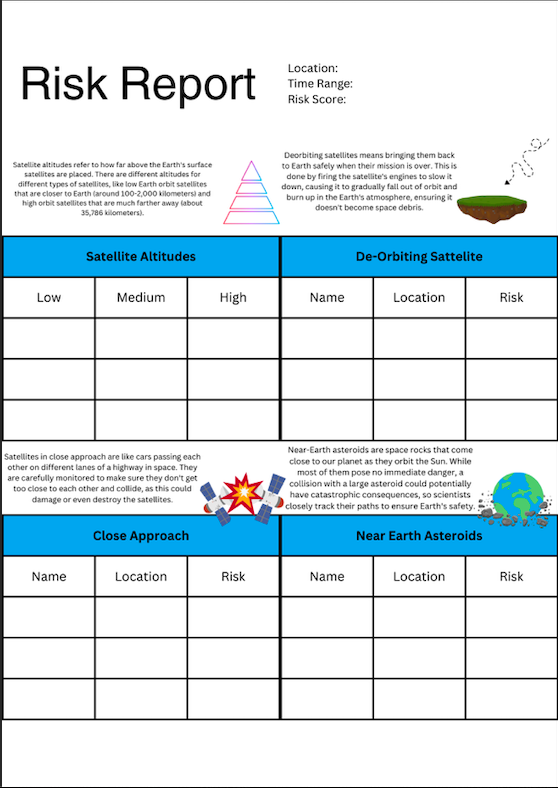 Risk Report
Location:
Time Range:
Risk Score:
Satellite altitudes refer to how far above the Earth's surface
satellites are placed. There are different altitudes for
different types of satellites, like low Earth orbit satellites
that are closer to Earth (around 100-2,000 kilometers) and
high orbit satellites that are much farther away (about
35,786 kilometers).
Deorbiting satellites means bringing them back
to Earth safely when their mission is over. This is
done by firing the satellite's engines to slow it
down, causing it to gradually fall out of orbit and
burn up in the Earth's atmosphere, ensuring it
doesn't become space debris.
Satellite Altitudes
De-Orbiting Sattelite
Low Medium High
Name Location Risk
Satellites in close approach are like cars passing each
other on different lanes of a highway in space. They
are carefully monitored to make sure they don't get
too close to each other and collide, as this could
damage or even destroy the satellites.
Near-Earth asteroids are space rocks that come
close to our planet as they orbit the Sun. While
most of them pose no immediate danger, a
collision with a large asteroid could potentially
have catastrophic consequences, so scientists
closely track their paths to ensure Earth's safety.
Close Approach
Near Earth Asteroids
Name Location Risk
Name Location Risk